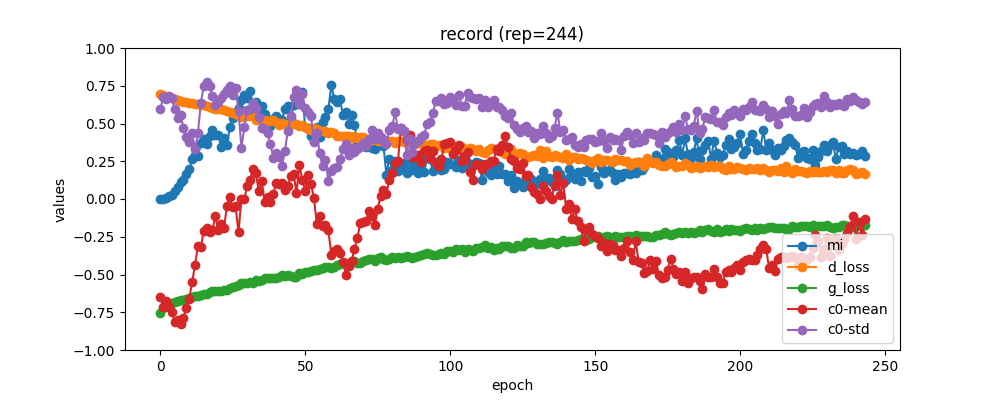 record (rep=244)
1.00
0.75
0.50
0.25
0.00
−0.25
−0.50
−0.75
−1.00
values
0 50 100 150 200 250
epoch
mi
d_loss
g_loss
c0-mean
c0-std